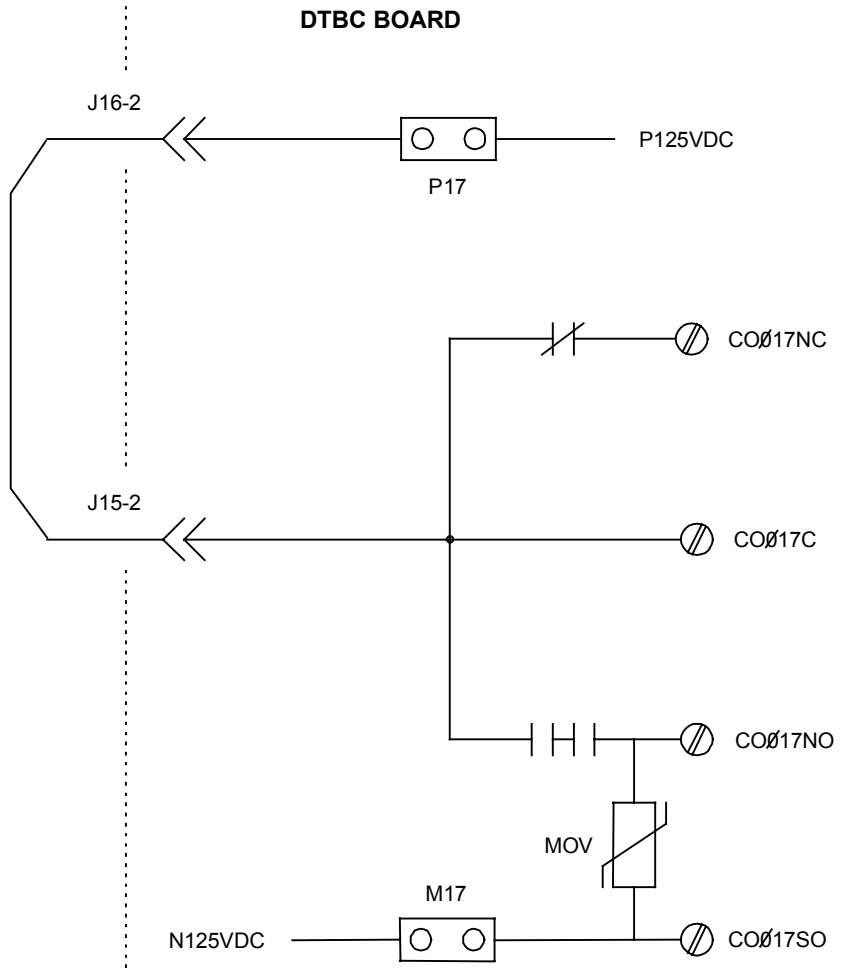 DTBC BOARD
J16-2
P125VDC
P17
COØ17NC
J15-2
COØ17C
COØ17NO
MOV
M17
N125VDC
COØ17SO